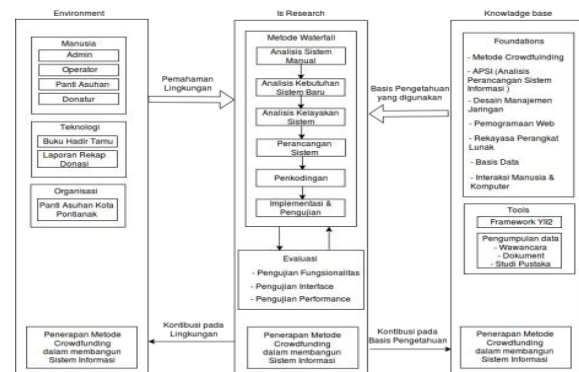 Environment
Manusia
Admin
Operator
Panti Asuhan
Donatur
Teknologi
Buku Hadir Tamu
Laporan Rekap
Donasi
Organisasi
Panti Asuhan Kota
Pontianak
Penerapan Metode
Crowdfunding
dalam membangun
Sistem Informasi
Pemahaman
Lingkungan
Kontibusi pada
Lingkungan
Is Research
Metode Waterfall
Analisis Sistem
Manual
Analisis Kebutuhan
Sistem Baru
Analisis Kelayakan
Sistem
Perancangan
Sistem
Penkodingan
Implementasi &
Pengujian
Evaluasi
- Pengujian Fungsionalitas
- Pengujian Interface
- Pengujian Performance
Penerapan Metode
Crowdfunding
dalam membangun
Sistem Informasi
Basis Pengetahuan
yang digunakan
Kontibusi pada
Basis Pengetahuan
Knowladge base
Foundations
- Metode Crowdfuinding
- APSI (Analisis
Perancangan Sistem
Informasi )
- Desain Manajemen
Jaringan
- Pemograman Web
- Rekayasa Perangkat
Lunak
- Basis Data
- Interaksi Manusia &
Komputer
Tools
Framework YII2
Pengumpulan data
- Wawancara
- Dokument
- Studi Pustaka
Penerapan Metode
Crowdfunding
dalam membangun
Sistem Informasi